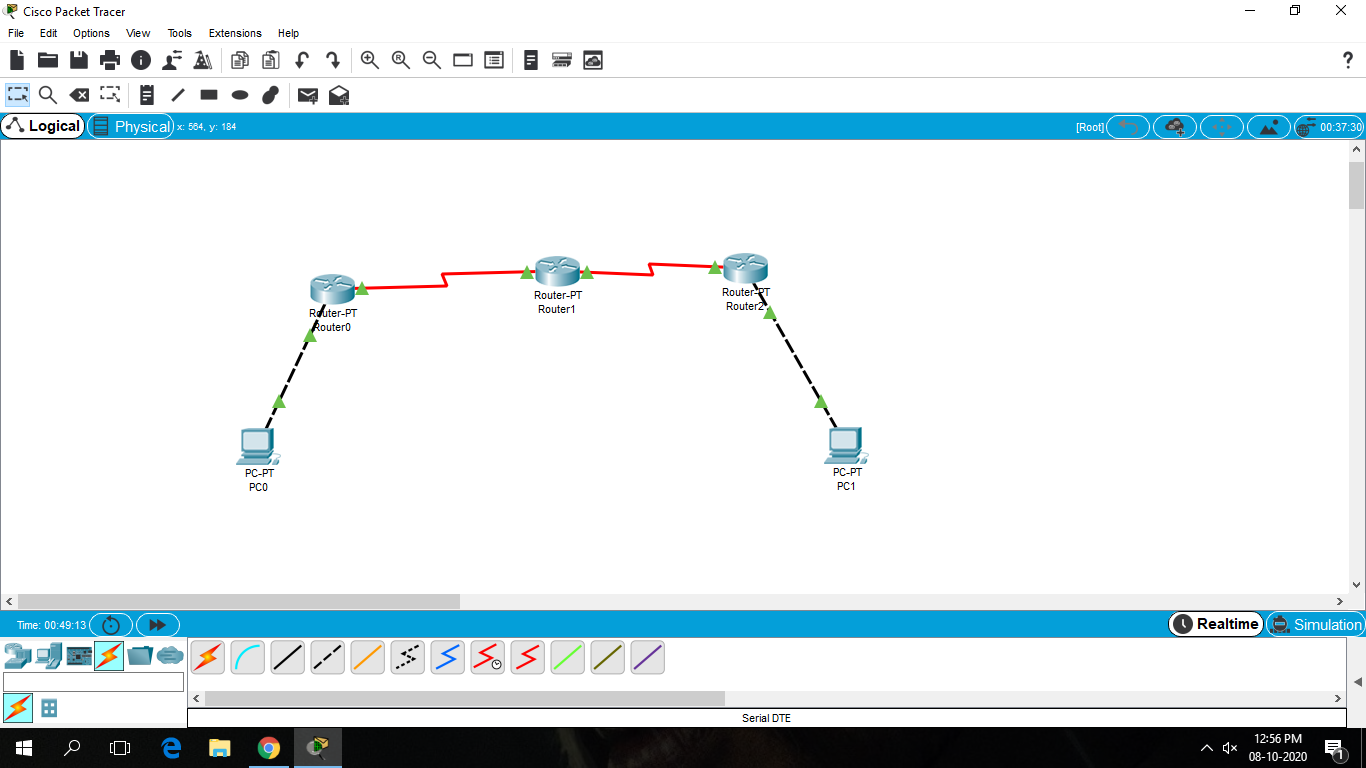 Cisco Packet Tracer
File Edit Options View Tools Extensions Help
?
Logical Physical x: 564, y: 184 [Root] 00:37:30
Router-PT
Router0
Router-PT
Router1
Router-PT
Router2
PC-PT
PC0
PC-PT
PC1
Time: 00:49:13 Realtime Simulation
Serial DTE
12:56 PM
08-10-2020
1